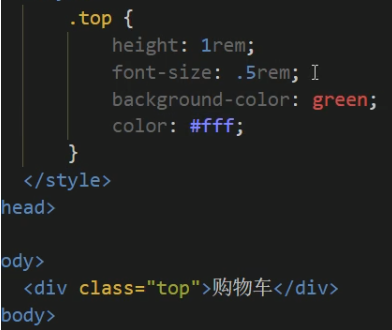 .top {
height: 1rem;
font-size: .5rem;
background-color: green;
color: #fff;
}
</style>
head>
ody>
<div class="top">购物车</div>
body>